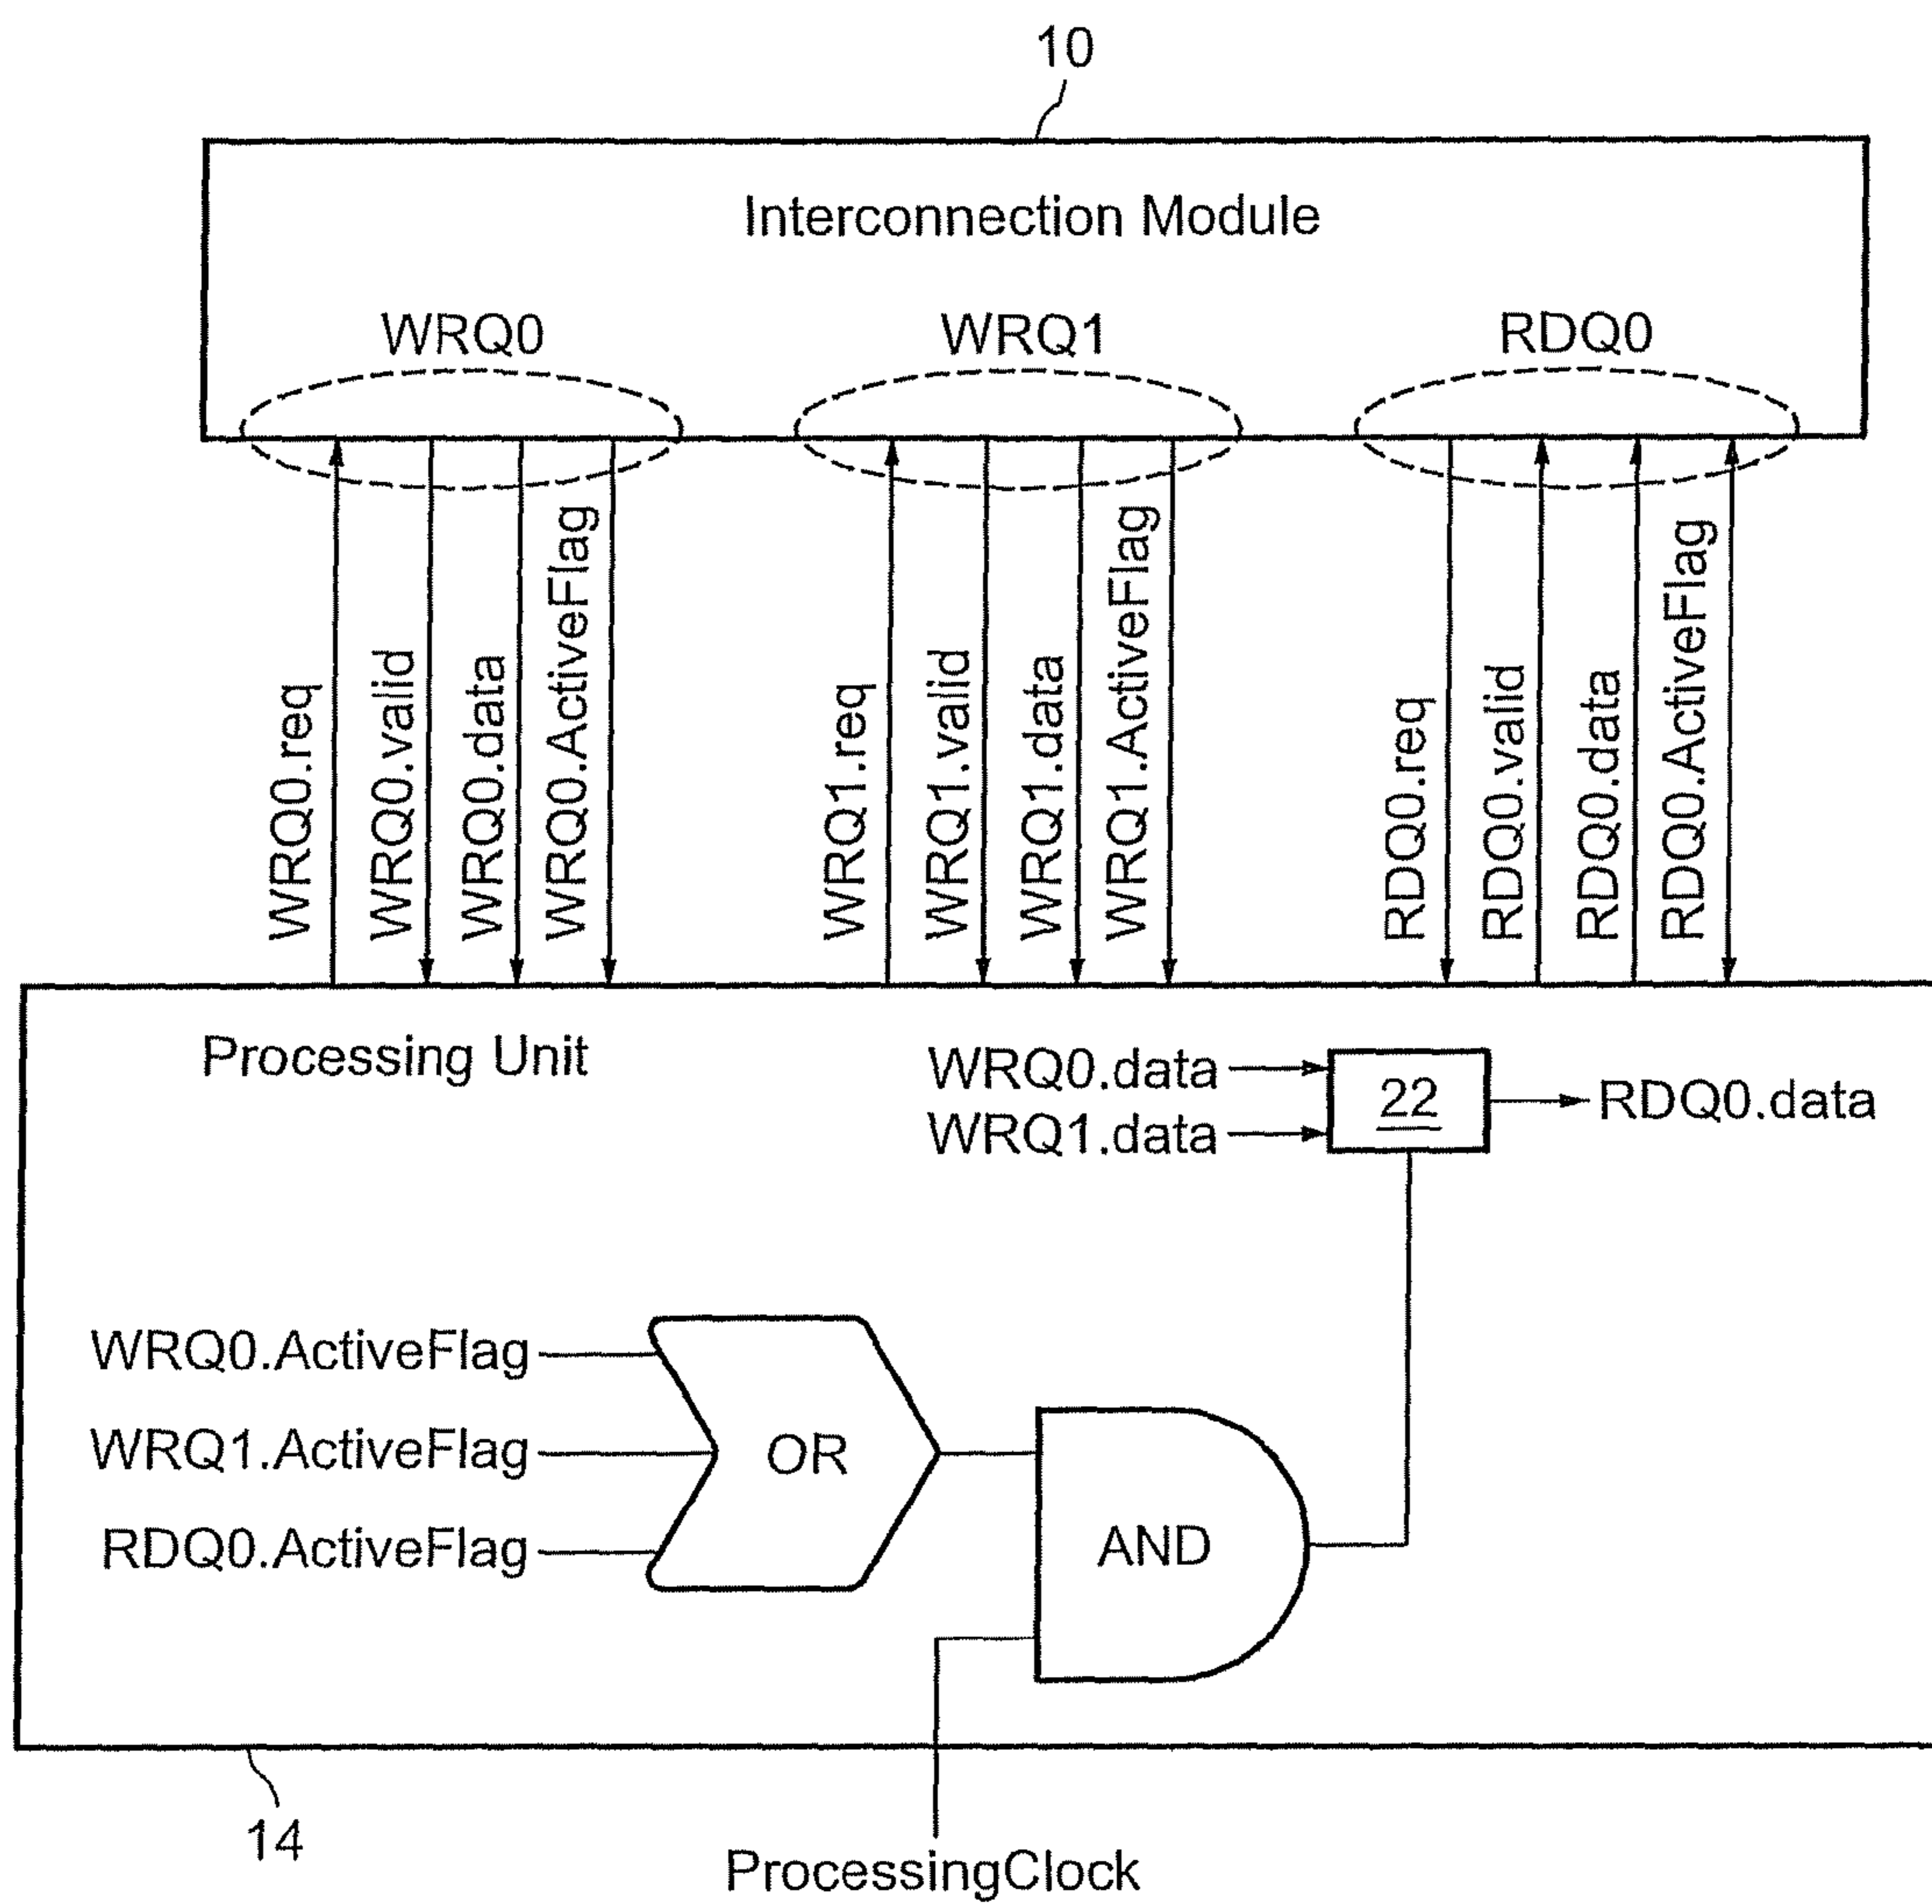 10
Interconnection Module
WRQ0
WRQ1
RDQ0
WRQ0.req
WRQ0.valid
WRQ0.data
WRQ0.ActiveFlag
WRQ1.req
WRQ1.valid
WRQ1.data
WRQ1.ActiveFlag
RDQ0.req
RDQ0.valid
RDQ0.data
RDQ0.ActiveFlag
Processing Unit
WRQ0.data
WRQ1.data
22
RDQ0.data
WRQ0.ActiveFlag
WRQ1.ActiveFlag
RDQ0.ActiveFlag
OR
AND
14
ProcessingClock